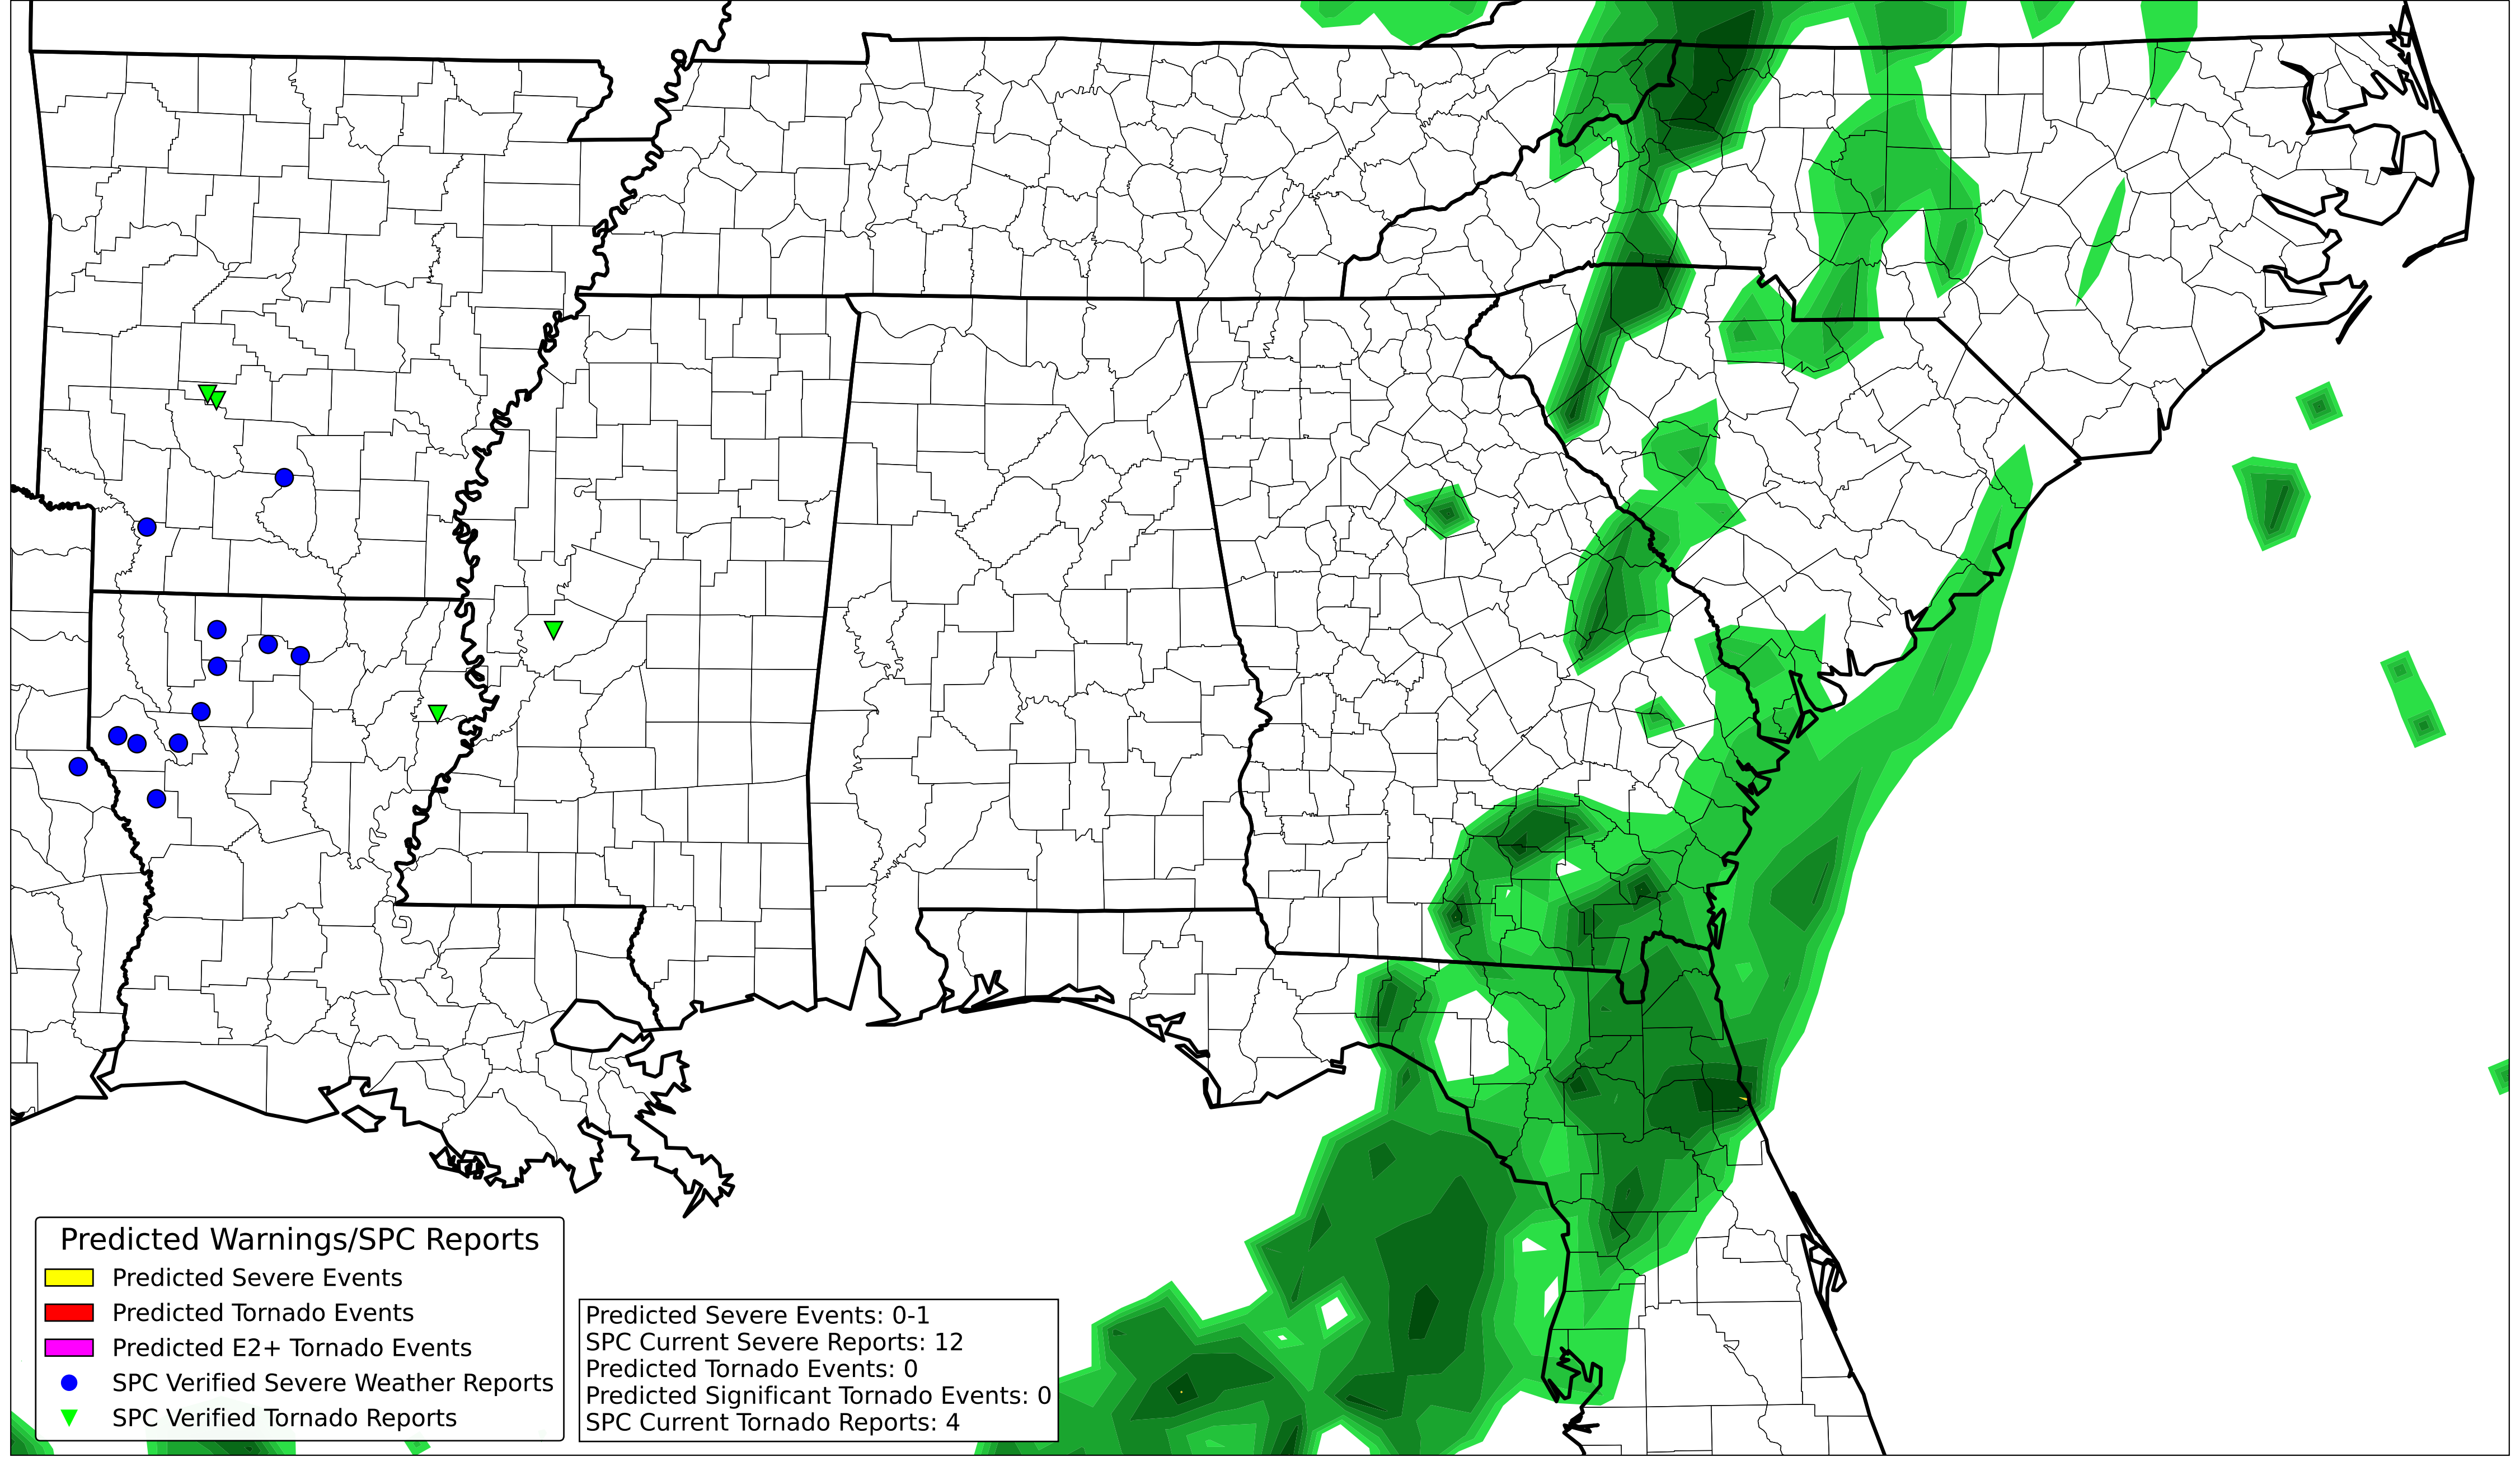 Predicted Warnings/SPC Reports
Predicted Severe Events
Predicted Tornado Events
Predicted E2+ Tornado Events
SPC Verified Severe Weather Reports
SPC Verified Tornado Reports
Predicted Severe Events: 0-1
SPC Current Severe Reports: 12
Predicted Tornado Events: 0
Predicted Significant Tornado Events: 0
SPC Current Tornado Reports: 4